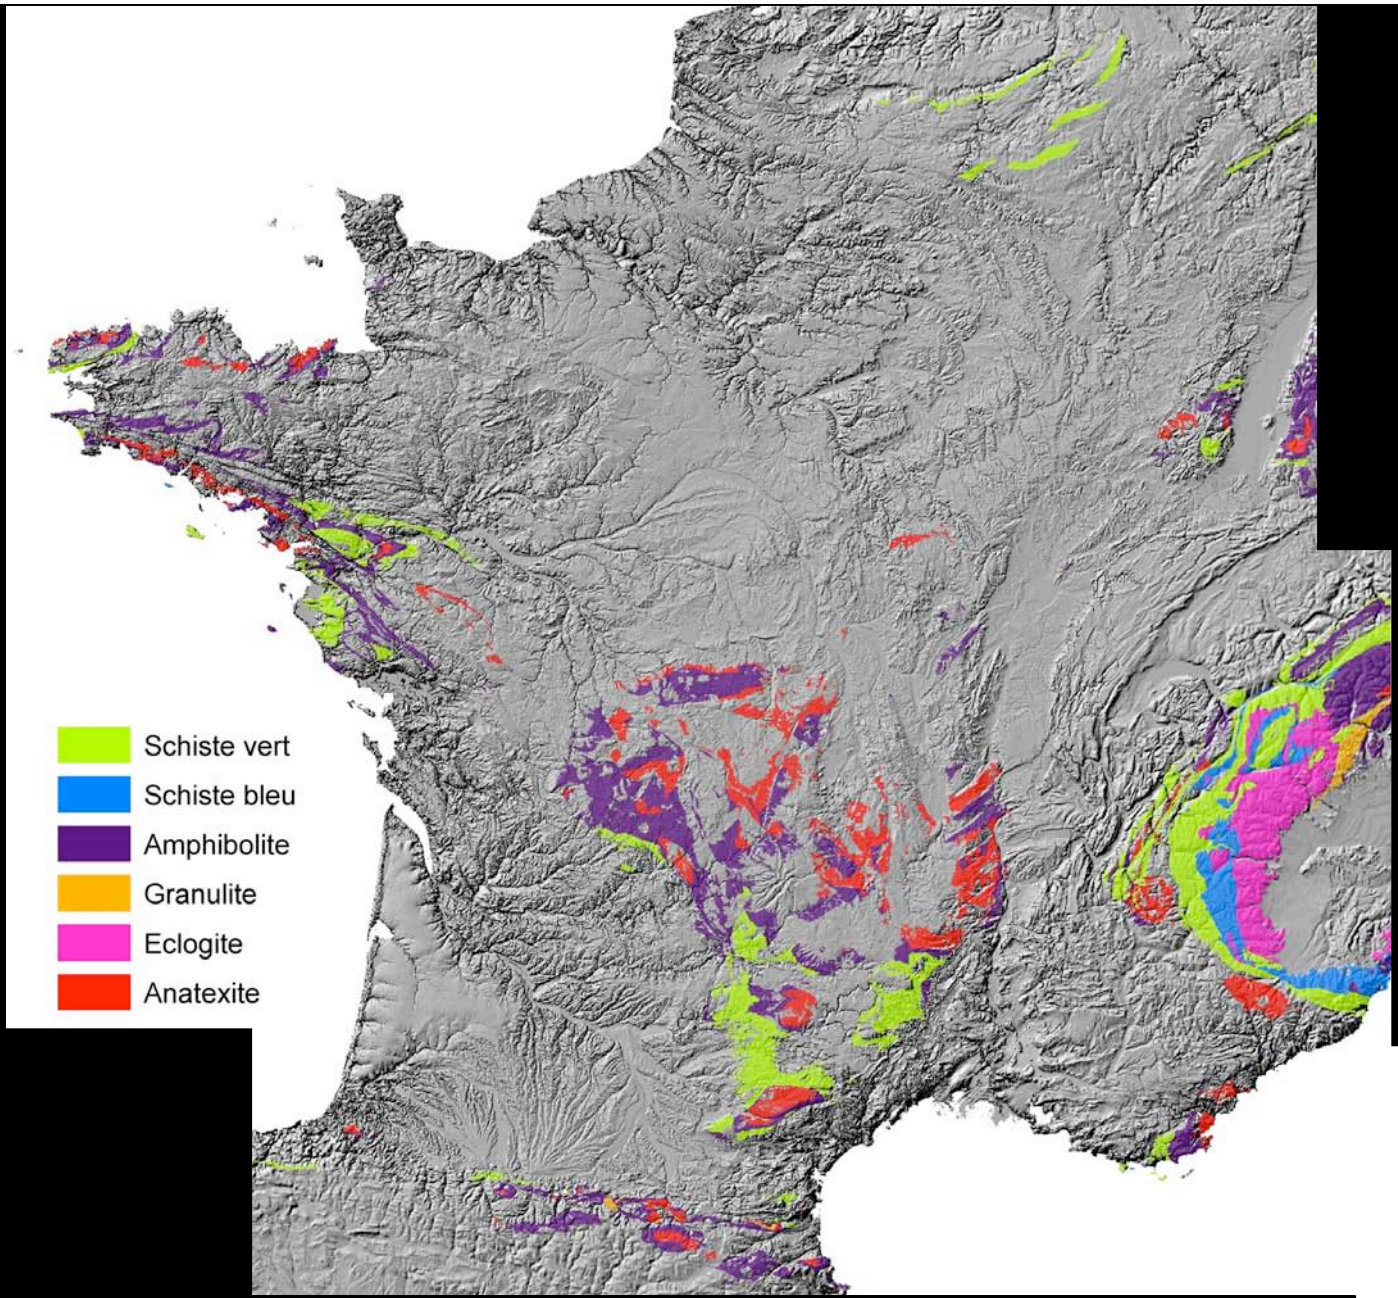 Schiste vert
Schiste bleu
Amphibolite
Granulite
Eclogite
Anatexite